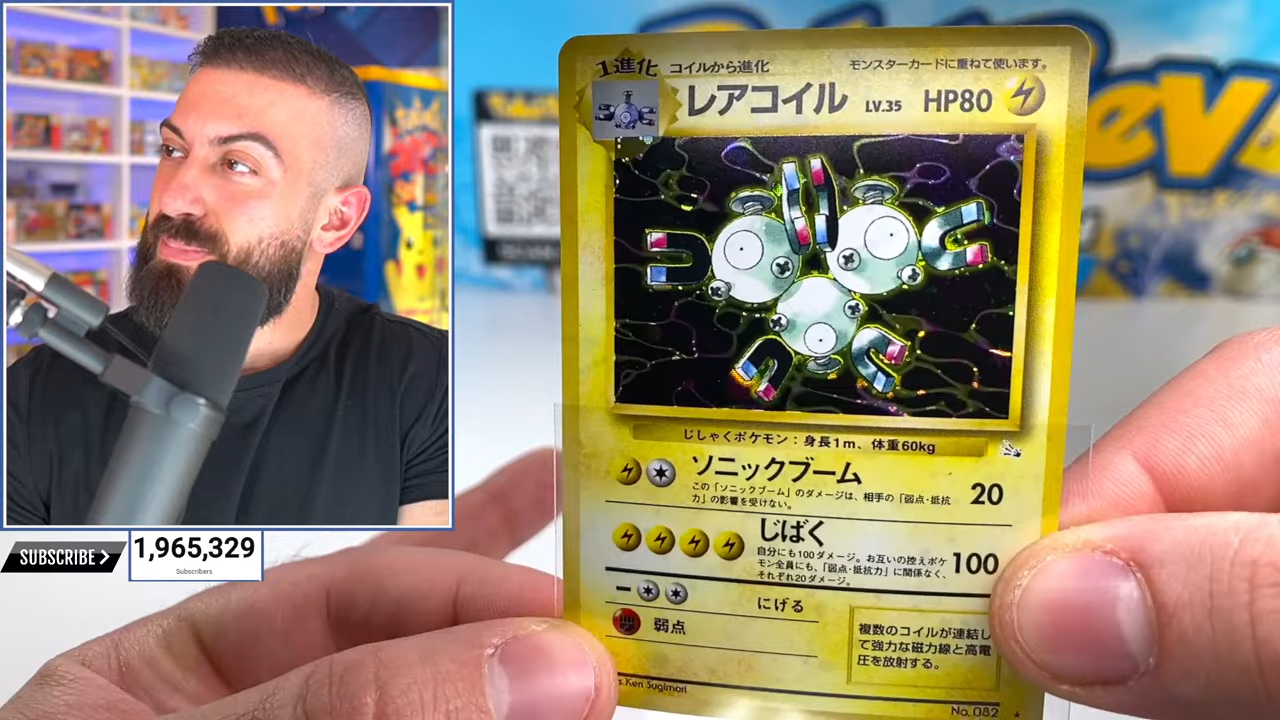 1進化 コイルから進化 モンスターカードに重ねて使います。
レアコイル LV.35 HP80
じしゃくポケモン：身長1m、体重60kg
ソニックブーム 20
この「ソニックブーム」のダメージは、相手の「弱点・抵抗
力」の影響を受けない。
じばく 100
自分にも100ダメージ。お互いの控えポケ
モン全員にも、「弱点・抵抗力」に関係なく、
それぞれ20ダメージ。
にげる
弱点
複数のコイルが連結し
て強力な磁力線と高電
圧を放射する。
s.Ken Sugimori
No.082
SUBSCRIBE
1,965,329
Subscribers